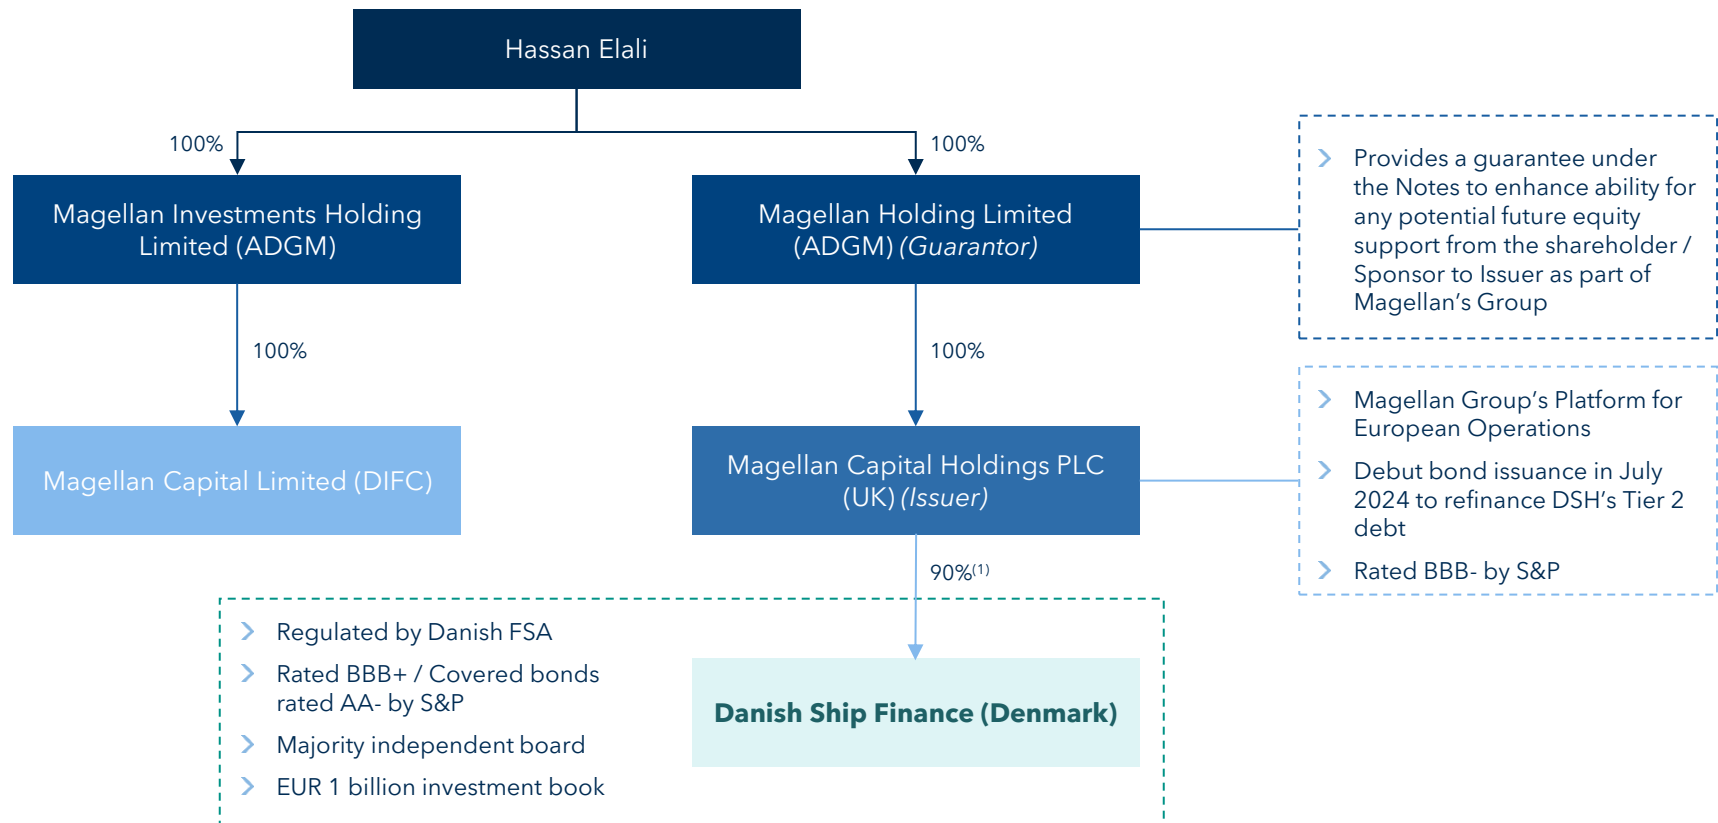 Hassan Elali
100%
100%
Magellan Investments Holding
Limited (ADGM)
Magellan Holding Limited
(ADGM) (Guarantor)
Provides a guarantee under
the Notes to enhance ability for
any potential future equity
support from the shareholder /
Sponsor to Issuer as part of
Magellan’s Group
100%
100%
Magellan Capital Limited (DIFC)
Magellan Capital Holdings PLC
(UK) (Issuer)
Magellan Group’s Platform for
European Operations
Debut bond issuance in July
2024 to refinance DSH’s Tier 2
debt
Rated BBB- by S&P
90%(1)
Regulated by Danish FSA
Rated BBB+ / Covered bonds
rated AA- by S&P
Majority independent board
EUR 1 billion investment book
Danish Ship Finance (Denmark)